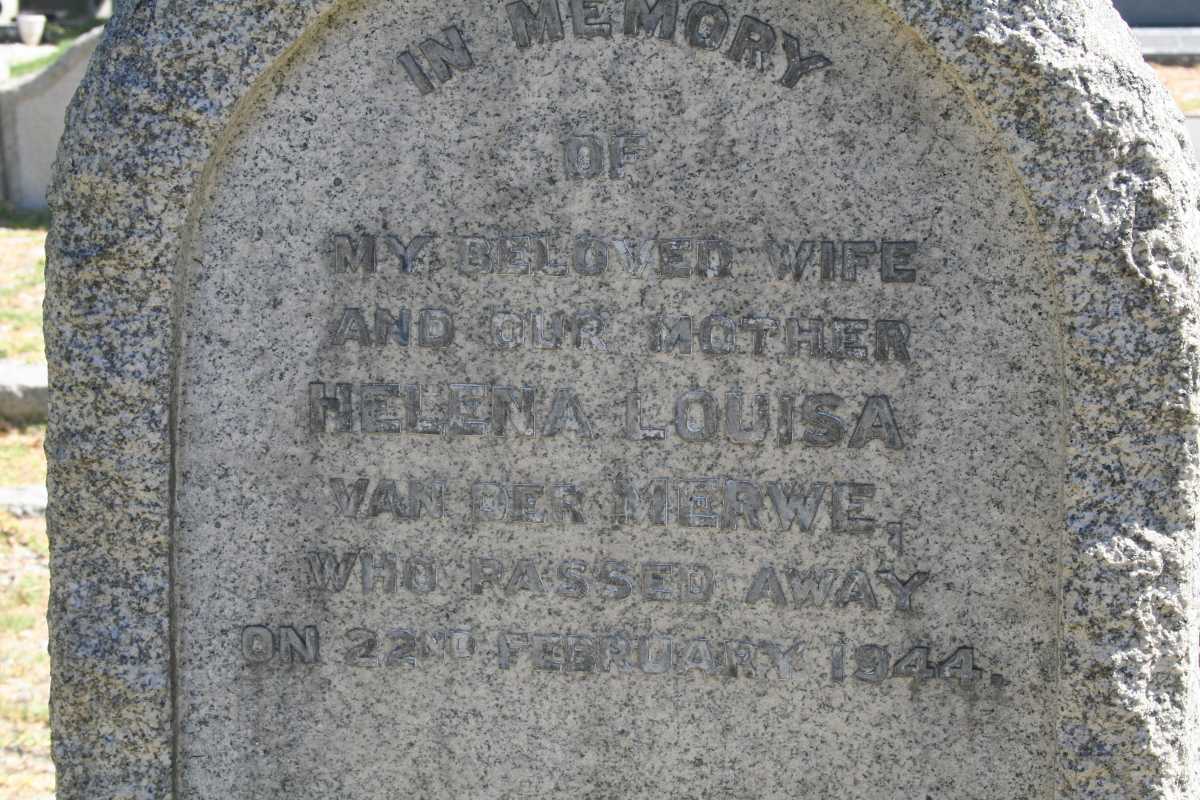 IN MEMORY
OF
MY BELOVED WIFE
AND OUR MOTHER
HELENA LOUISA
VAN DER MERWE,
WHO PASSED AWAY
ON 22ND FEBRUARY 1944.